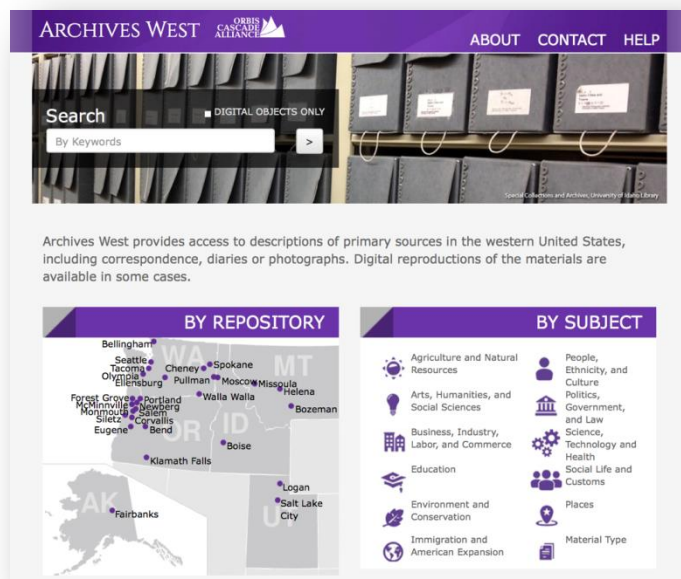 ARCHIVES WEST
ORBIS
CASCADE
ALLIANCE
ABOUT CONTACT HELP
Search
DIGITAL OBJECTS ONLY
By Keywords
>
Special Collections and Archives, University of Idaho Library
Archives West provides access to descriptions of primary sources in the western United States,
including correspondence, diaries or photographs. Digital reproductions of the materials are
available in some cases.
BY REPOSITORY
Bellingham
WA
MT
Seattle
Tacoma
Cheney
Spokane
Olympia
Ellensburg
Pullman
Moscow
Missoula
Helena
Walla Walla
Forest Grove
Portland
McMinnville
Newberg
Bozeman
Monmouth
Salem
Siletz
Corvallis
OR
ID
Eugene
Bend
Boise
Klamath Falls
Logan
AK
Salt Lake
City
UT
Fairbanks
BY SUBJECT
Agriculture and Natural
Resources
Arts, Humanities, and
Social Sciences
Business, Industry,
Labor, and Commerce
Education
Environment and
Conservation
Immigration and
American Expansion
People,
Ethnicity, and
Culture
Politics,
Government,
and Law
Science,
Technology and
Health
Social Life and
Customs
Places
Material Type